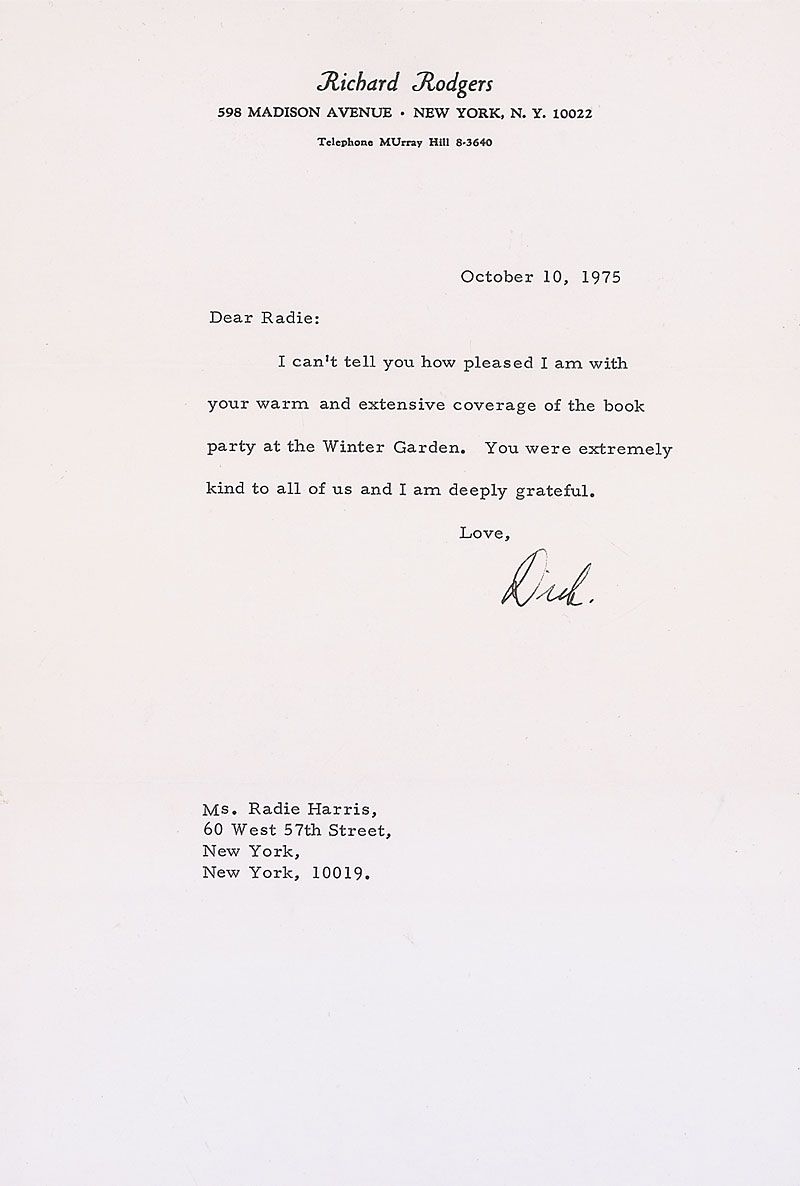 Richard Rodgers
598 MADISON AVENUE · NEW YORK, N. Y. 10022
Telephone MUrray Hill 8-3640
October 10, 1975
Dear Radie:
I can't tell you how pleased I am with
your warm and extensive coverage of the book
party at the Winter Garden. You were extremely
kind to all of us and I am deeply grateful.
Love,
Dick.
Ms. Radie Harris,
60 West 57th Street,
New York,
New York, 10019.